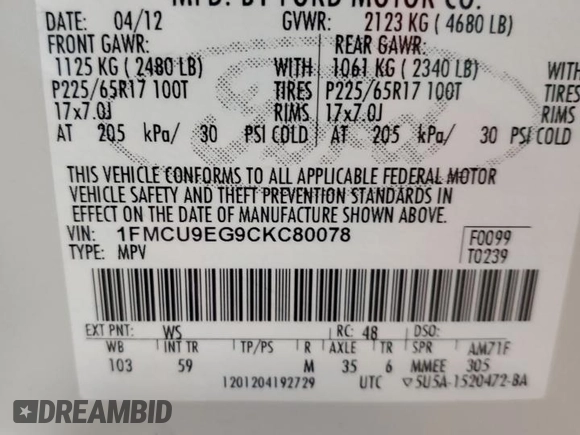 MFD. BY FORD MOTOR CO.
DATE: 04/12 GVWR: 2123 KG ( 4680 LB)
FRONT GAWR: REAR GAWR:
1125 KG ( 2480 LB) WITH 1061 KG ( 2340 LB) WITH
P225/65R17 100T TIRES P225/65R17 100T TIRES
17x7.0J RIMS 17x7.0J RIMS
AT 205 kPa/ 30 PSI COLD AT 205 kPa/ 30 PSI COLD
THIS VEHICLE CONFORMS TO ALL APPLICABLE FEDERAL MOTOR
VEHICLE SAFETY AND THEFT PREVENTION STANDARDS IN
EFFECT ON THE DATE OF MANUFACTURE SHOWN ABOVE.
VIN: 1FMCU9EG9CKC80078 F0099
TYPE: MPV T0239
EXT PNT: WS RC: 48 DSO:
WB INT TR TP/PS R AXLE TR SPR AM71F
103 59 M 35 6 MMEE 305
1201204192729 UTC ▽5U5A-1520472-BA
DREAMBID